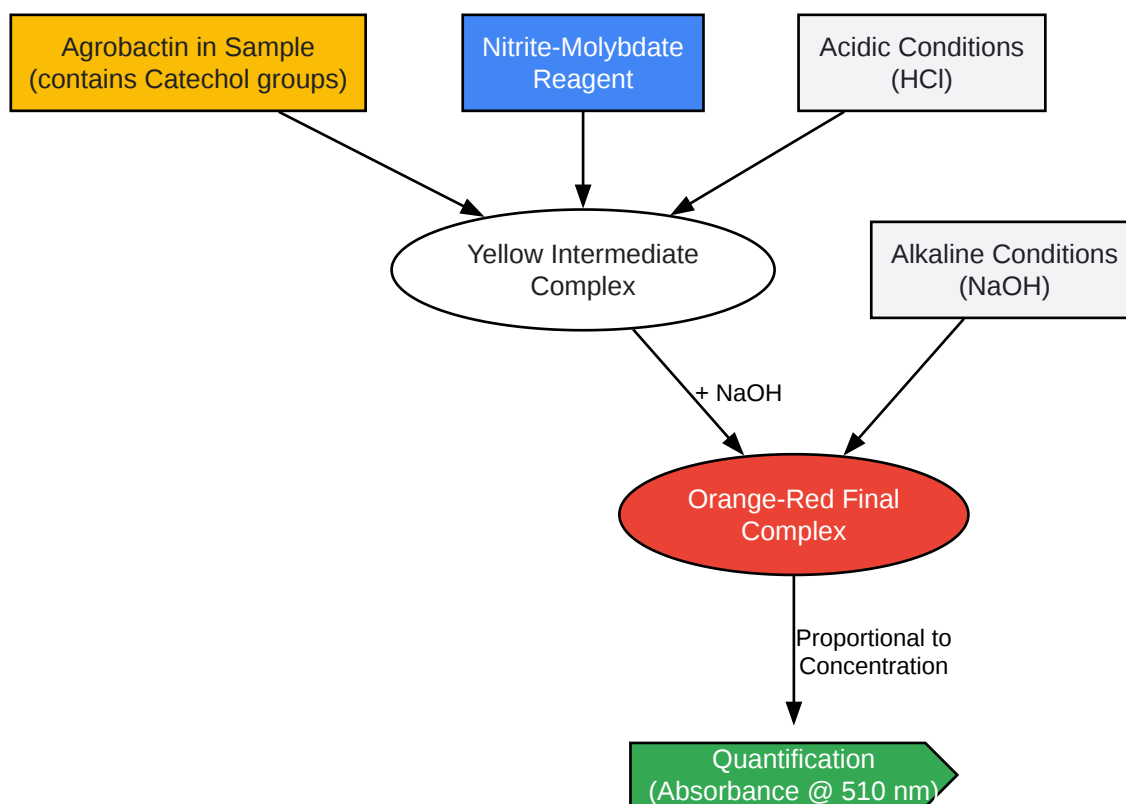 Agrobactin in Sample
(contains Catechol groups)
Nitrite-Molybdate
Reagent
Acidic Conditions
(HCl)
Yellow Intermediate
Complex
Alkaline Conditions
(NaOH)
+ NaOH
Orange-Red Final
Complex
Proportional to
Concentration
Quantification
(Absorbance @ 510 nm)